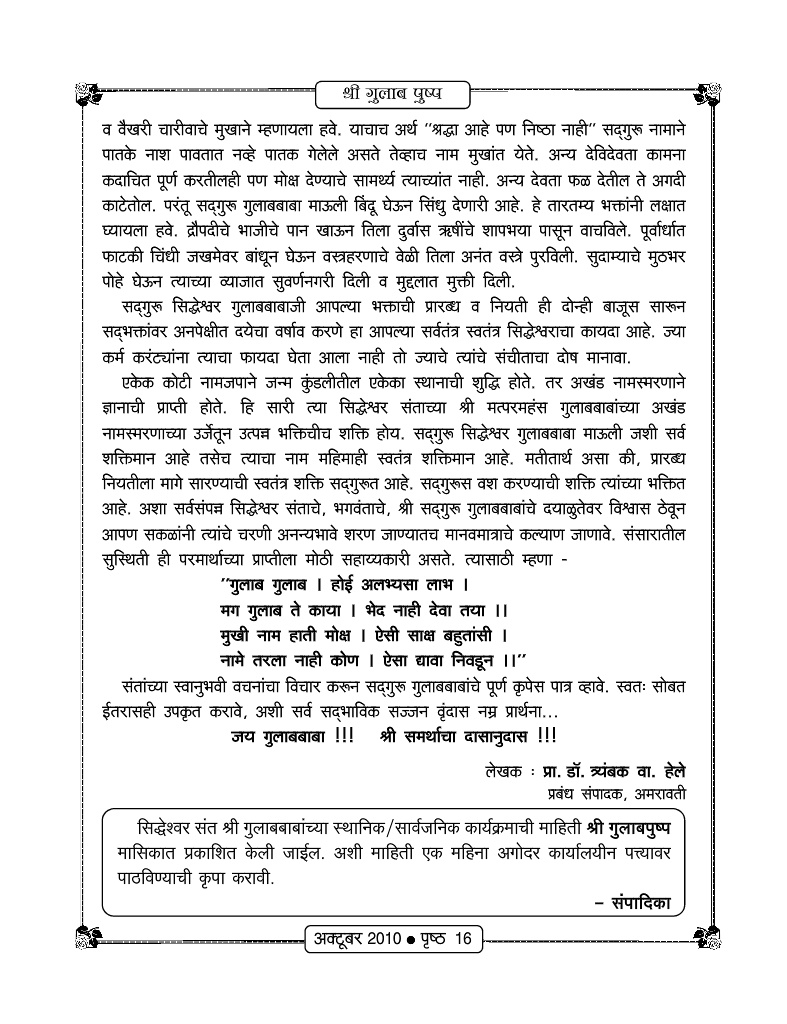 श्री गुलाब पुष्प
व वैखरी चारीवाचे मुखाने म्हणायला हवे. याचाच अर्थ ''श्रद्धा आहे पण निष्ठा नाही'' सद्‌गुरू नामाने
पातके नाश पावतात नव्हे पातक गेलेले असते तेव्हाच नाम मुखांत येते. अन्य देविदेवता कामना
कदाचित पूर्ण करतीलही पण मोक्ष देण्याचे सामर्थ्य त्याच्यांत नाही. अन्य देवता फळ देतील ते अगदी
काटेतोल. परंतू सद्‌गुरू गुलाबबाबा माऊली बिंदू घेऊन सिंधु देणारी आहे. हे तारतम्य भक्तांनी लक्षात
घ्यायला हवे. द्रौपदीचे भाजीचे पान खाऊन तिला दुर्वास ऋषींचे शापभया पासून वाचविले. पूर्वार्धात
फाटकी चिंधी जखमेवर बांधून घेऊन वस्त्रहरणाचे वेळी तिला अनंत वस्त्रे पुरविली. सुदाम्याचे मुठभर
पोहे घेऊन त्याच्या व्याजात सुवर्णनगरी दिली व मुद्दलात मुक्ती दिली.
सद्‌गुरू सिद्धेश्वर गुलाबबाबाजी आपल्या भक्ताची प्रारब्ध व नियती ही दोन्ही बाजूस सारून
सद्‌भक्तांवर अनपेक्षीत दयेचा वर्षाव करणे हा आपल्या सर्वतंत्र स्वतंत्र सिद्धेश्वराचा कायदा आहे. ज्या
कर्म करंट्यांना त्याचा फायदा घेता आला नाही तो ज्याचे त्यांचे संचीताचा दोष मानावा.
एकेक कोटी नामजपाने जन्म कुंडलीतील एकेका स्थानाची शुद्धि होते. तर अखंड नामस्मरणाने
ज्ञानाची प्राप्ती होते. हि सारी त्या सिद्धेश्वर संताच्या श्री मत्परमहंस गुलाबबाबांच्या अखंड
नामस्मरणाच्या उर्जेतून उत्पन्न भक्तिचीच शक्ति होय. सद्‌गुरू सिद्धेश्वर गुलाबबाबा माऊली जशी सर्व
शक्तिमान आहे तसेच त्याचा नाम महिमाही स्वतंत्र शक्तिमान आहे. मतीतार्थ असा की, प्रारब्ध
नियतीला मागे सारण्याची स्वतंत्र शक्ति सद्‌गुरूत आहे. सद्‌गुरूस वश करण्याची शक्ति त्यांच्या भक्तित
आहे. अशा सर्वसंपन्न सिद्धेश्वर संताचे, भगवंताचे, श्री सद्‌गुरू गुलाबबाबांचे दयाळुतेवर विश्वास ठेवून
आपण सकळांनी त्यांचे चरणी अनन्यभावे शरण जाण्यातच मानवमात्राचे कल्याण जाणावे. संसारातील
सुस्थिती ही परमार्थाच्या प्राप्तीला मोठी सहाय्यकारी असते. त्यासाठी म्हणा -
''गुलाब गुलाब । होई अलभ्यसा लाभ ।
मग गुलाब ते काया । भेद नाही देवा तया ।।
मुखी नाम हाती मोक्ष । ऐसी साक्ष बहुतांसी ।
नामे तरला नाही कोण । ऐसा द्यावा निवडून ।।''
संतांच्या स्वानुभवी वचनांचा विचार करून सद्‌गुरू गुलाबबाबांचे पूर्ण कृपेस पात्र व्हावे. स्वतः सोबत
ईतरासही उपकृत करावे, अशी सर्व सद्‌भाविक सज्जन वृंदास नम्र प्रार्थना...
जय गुलाबबाबा !!! श्री समर्थाचा दासानुदास !!!
लेखक : प्रा. डॉ. त्र्यंबक वा. हेले
प्रबंध संपादक, अमरावती
सिद्धेश्वर संत श्री गुलाबबाबांच्या स्थानिक/सार्वजनिक कार्यक्रमाची माहिती श्री गुलाबपुष्प
मासिकात प्रकाशित केली जाईल. अशी माहिती एक महिना अगोदर कार्यालयीन पत्त्यावर
पाठविण्याची कृपा करावी.
– संपादिका
अक्टूबर 2010 ● पृष्ठ 16